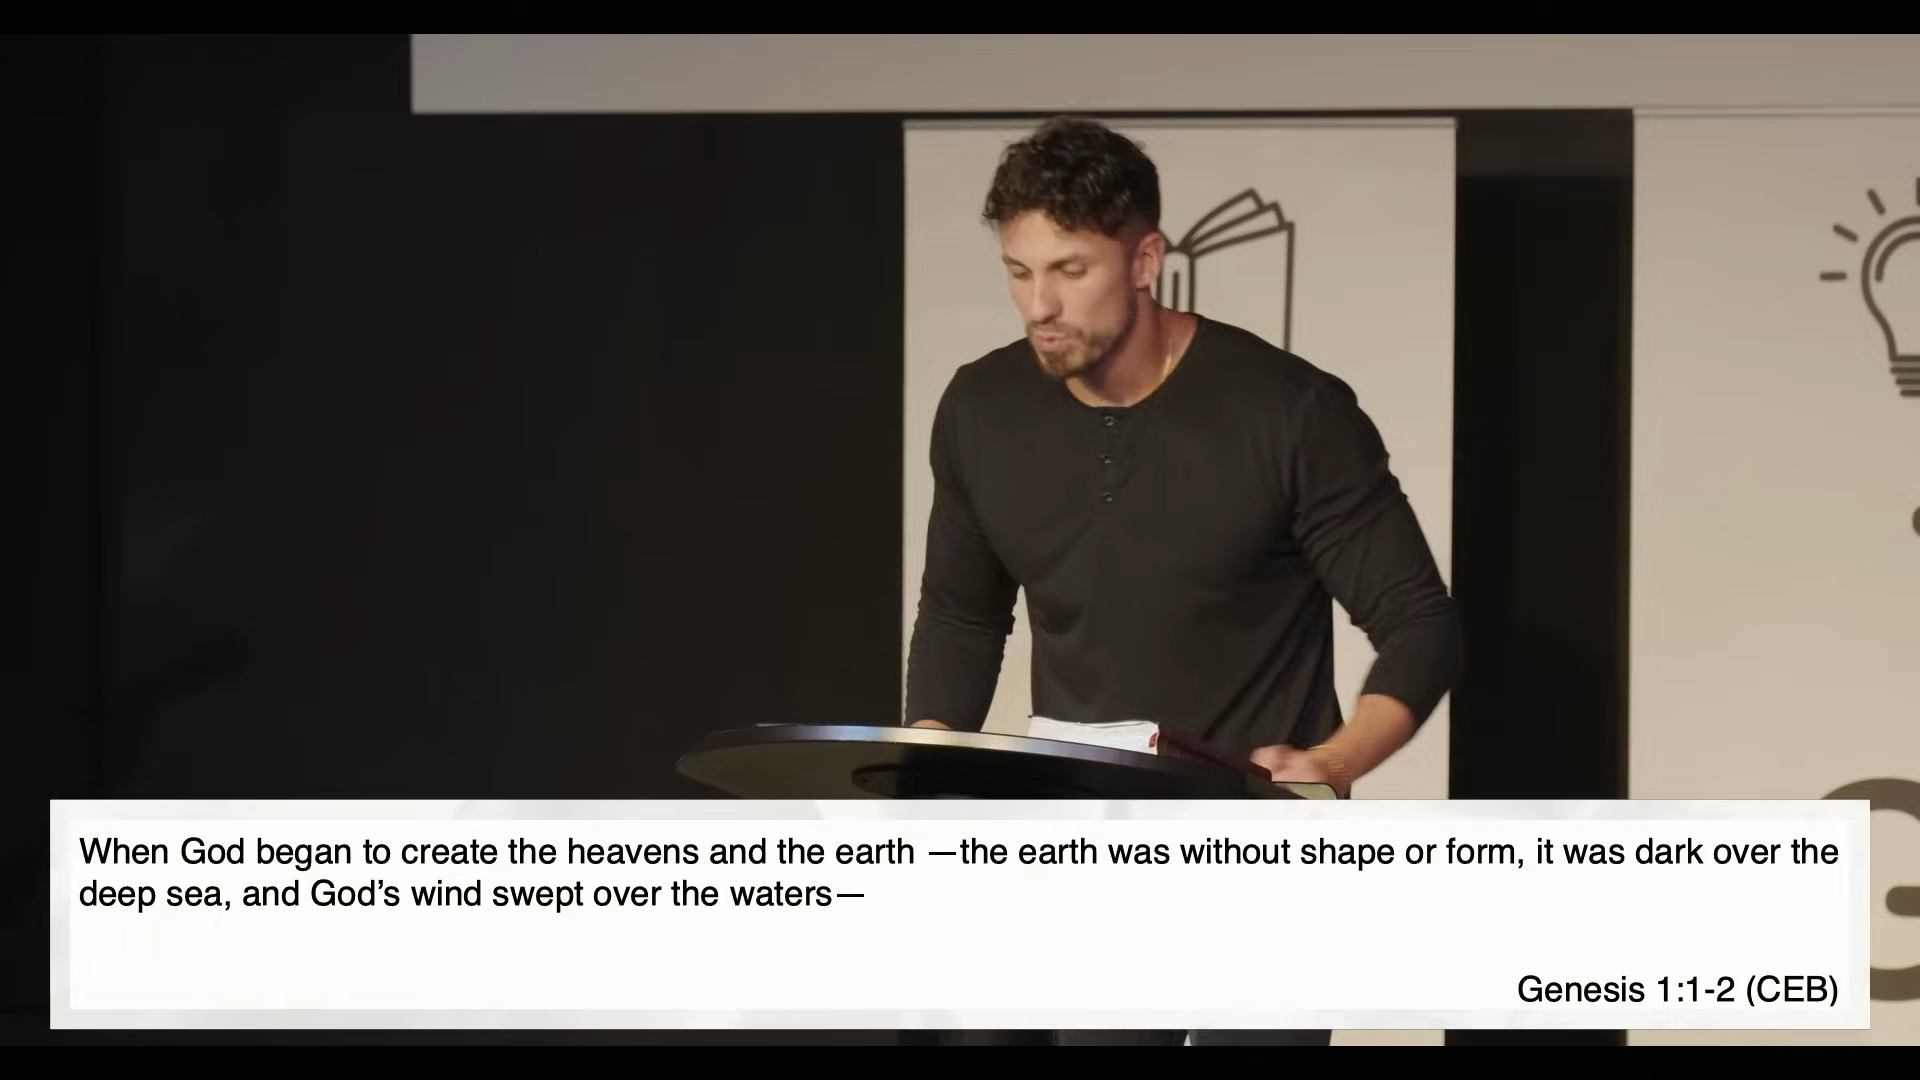 When God began to create the heavens and the earth —the earth was without shape or form, it was dark over the
deep sea, and God’s wind swept over the waters—
Genesis 1:1-2 (CEB)